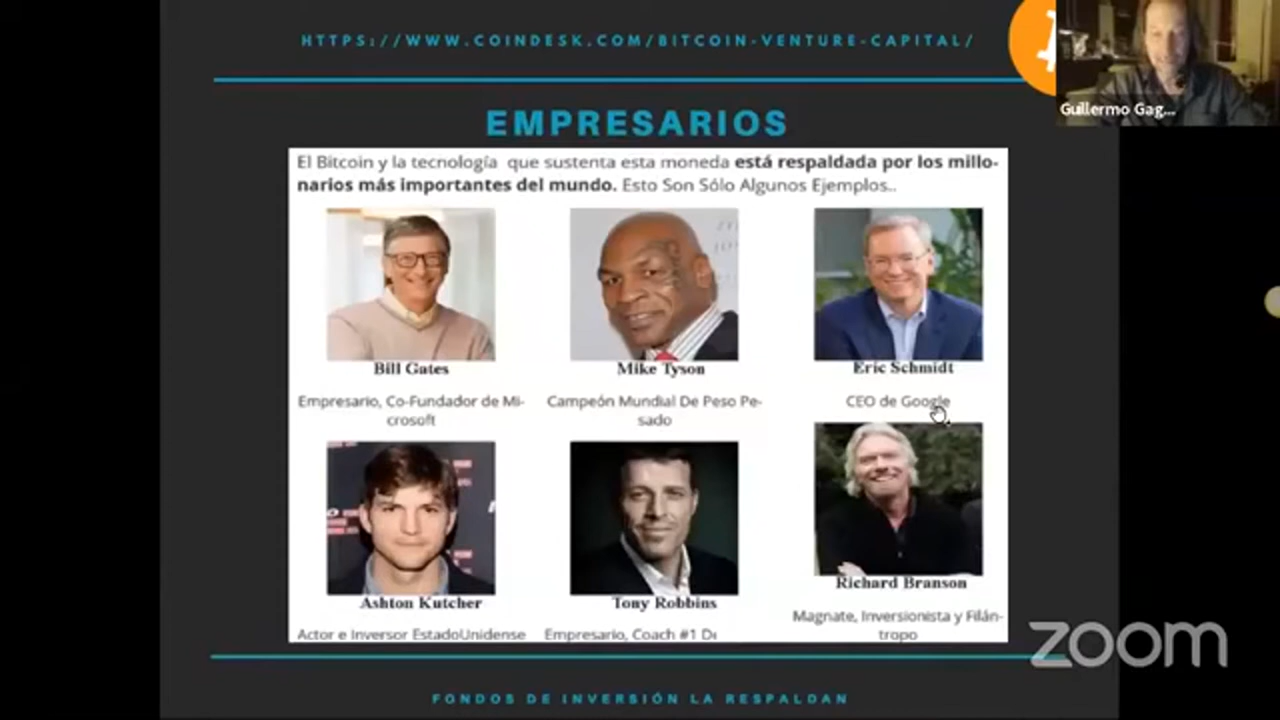 HTTPS://WWW.COINDESK.COM/BITCOIN-VENTURE-CAPITAL/
Guillermo Gag...
EMPRESARIOS
El Bitcoin y la tecnología que sustenta esta moneda está respaldada por los millo-
narios más importantes del mundo. Esto Son Sólo Algunos Ejemplos..
Bill Gates
Mike Tyson
Eric Schmidt
Empresario, Co-Fundador de Mi-
crosoft
Campeón Mundial De Peso Pe-
sado
CEO de Google
Ashton Kutcher
Tony Robbins
Richard Branson
Actor e Inversor EstadoUnidense
Empresario, Coach #1 De
Magnate, Inversionista y Filán-
tropo
zoom
FONDOS DE INVERSIÓN LA RESPALDAN